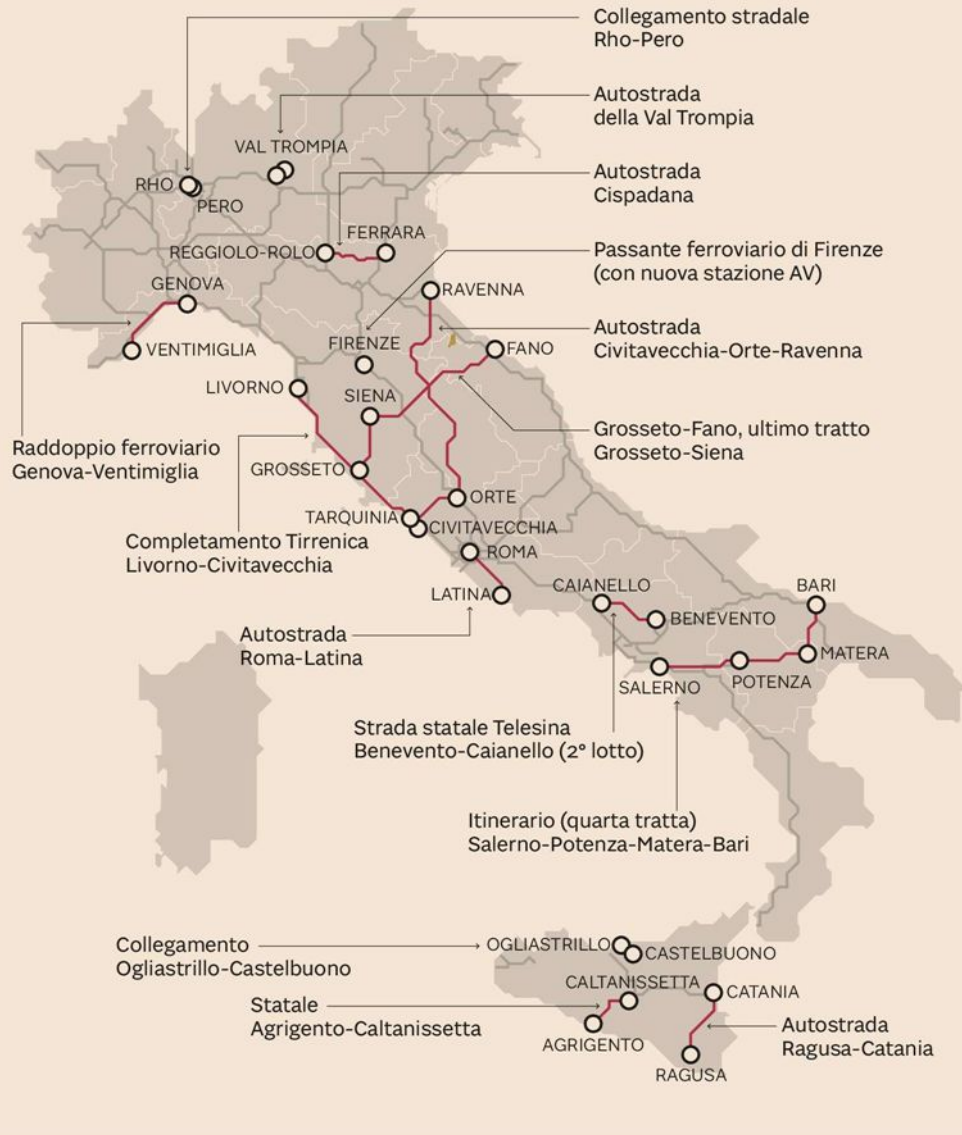 Collegamento stradale
Rho-Pero
Autostrada
della Val Trompia
VAL TROMPIA
Autostrada
Cispadana
RHO
PERO
FERRARA
REGGIOLO-ROLO
Passante ferroviario di Firenze
(con nuova stazione AV)
GENOVA
RAVENNA
Autostrada
Civitavecchia-Orte-Ravenna
FIRENZE
FANO
VENTIMIGLIA
LIVORNO
SIENA
Grosseto-Fano, ultimo tratto
Grosseto-Siena
Raddoppio ferroviario
Genova-Ventimiglia
GROSSETO
ORTE
TARQUINIA
CIVITAVECCHIA
Completamento Tirrenica
Livorno-Civitavecchia
ROMA
LATINA
CAIANELLO
BARI
BENEVENTO
Autostrada
Roma-Latina
MATERA
POTENZA
SALERNO
Strada statale Telesina
Benevento-Caianello (2° lotto)
Itinerario (quarta tratta)
Salerno-Potenza-Matera-Bari
Collegamento
Ogliastrillo-Castelbuono
OGLIASTRILLO
CASTELBUONO
CALTANISSETTA
CATANIA
Statale
Agrigento-Caltanissetta
AGRIGENTO
Autostrada
Ragusa-Catania
RAGUSA